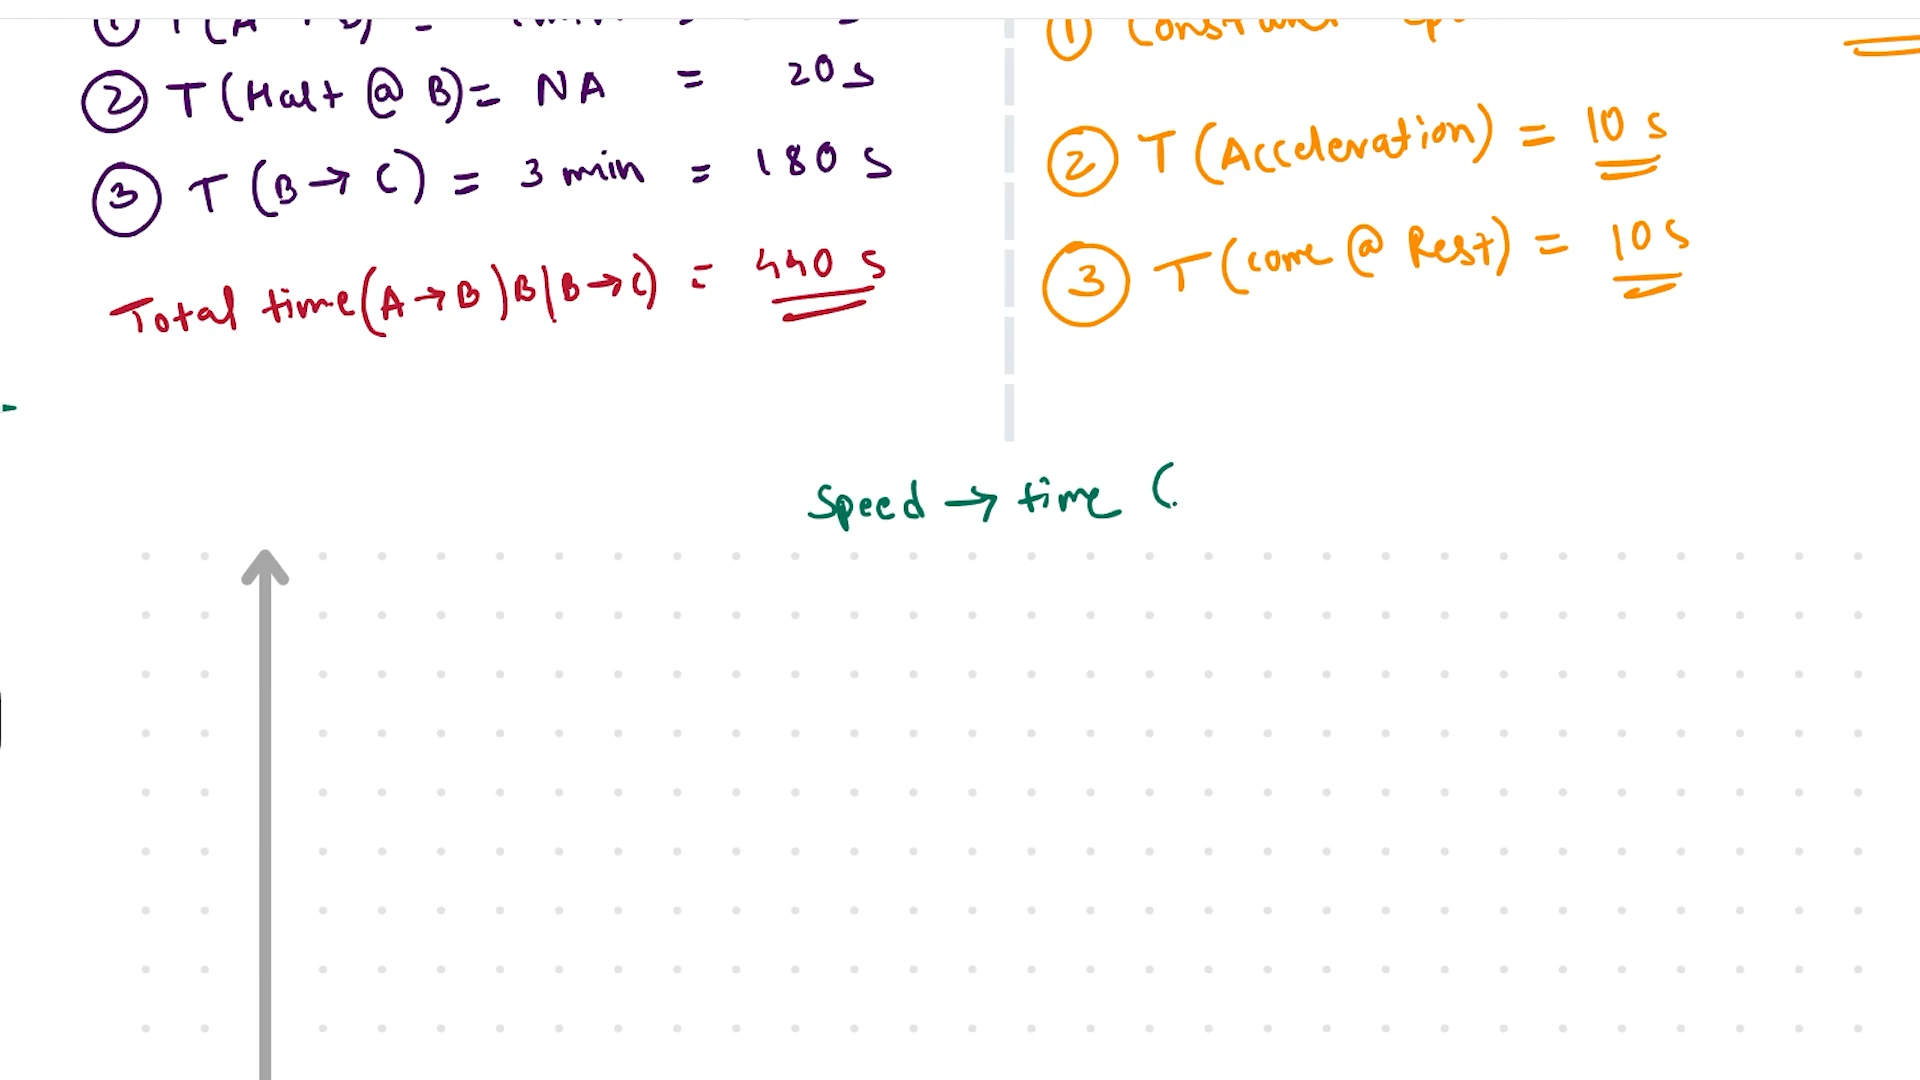 ② T (Halt @ B) = NA = 20 s
③ T (B → C) = 3 min = 180 s
Total time (A → B) B | B → C) = 440 s
② T (Acceleration) = 10 s
③ T (come @ Rest) = 10 s
Speed → time (